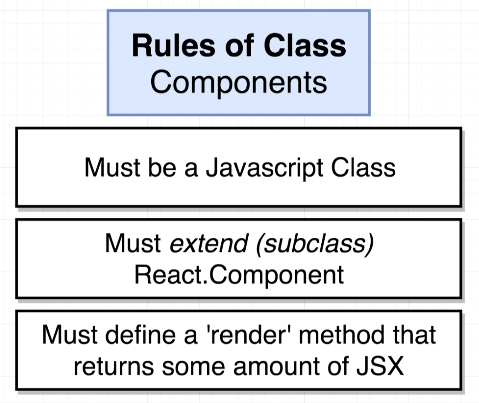 Rules of Class
Components
Must be a Javascript Class
Must extend (subclass)
React.Component
Must define a 'render' method that
returns some amount of JSX